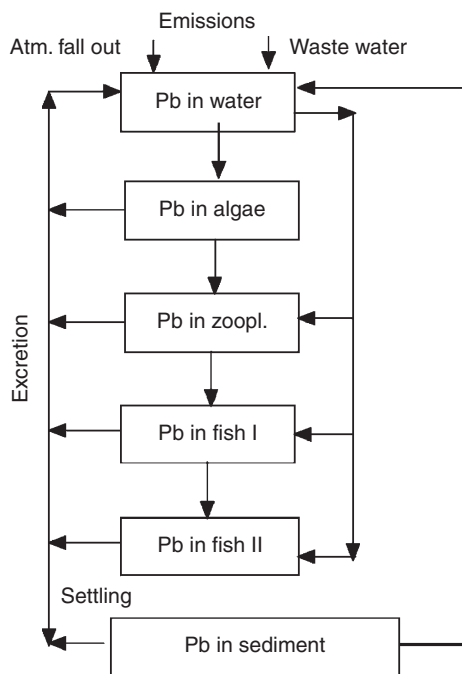 Emissions
Atm. fall out
Waste water
Pb in water
Pb in algae
Pb in zoopl.
Excretion
Pb in fish I
Pb in fish II
Settling
Pb in sediment